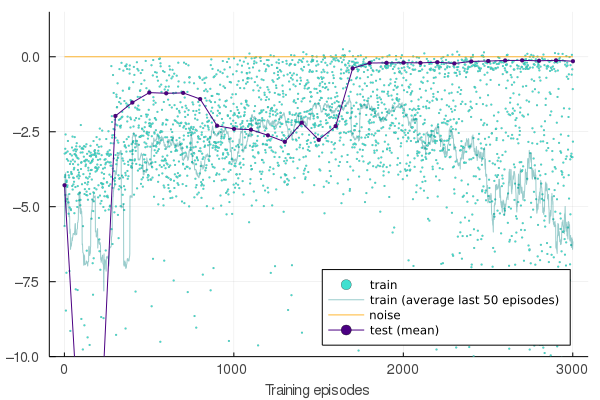 0.0
−2.5
−5.0
−7.5
−10.0
train
train (average last 50 episodes)
noise
test (mean)
0 1000 2000 3000
Training episodes